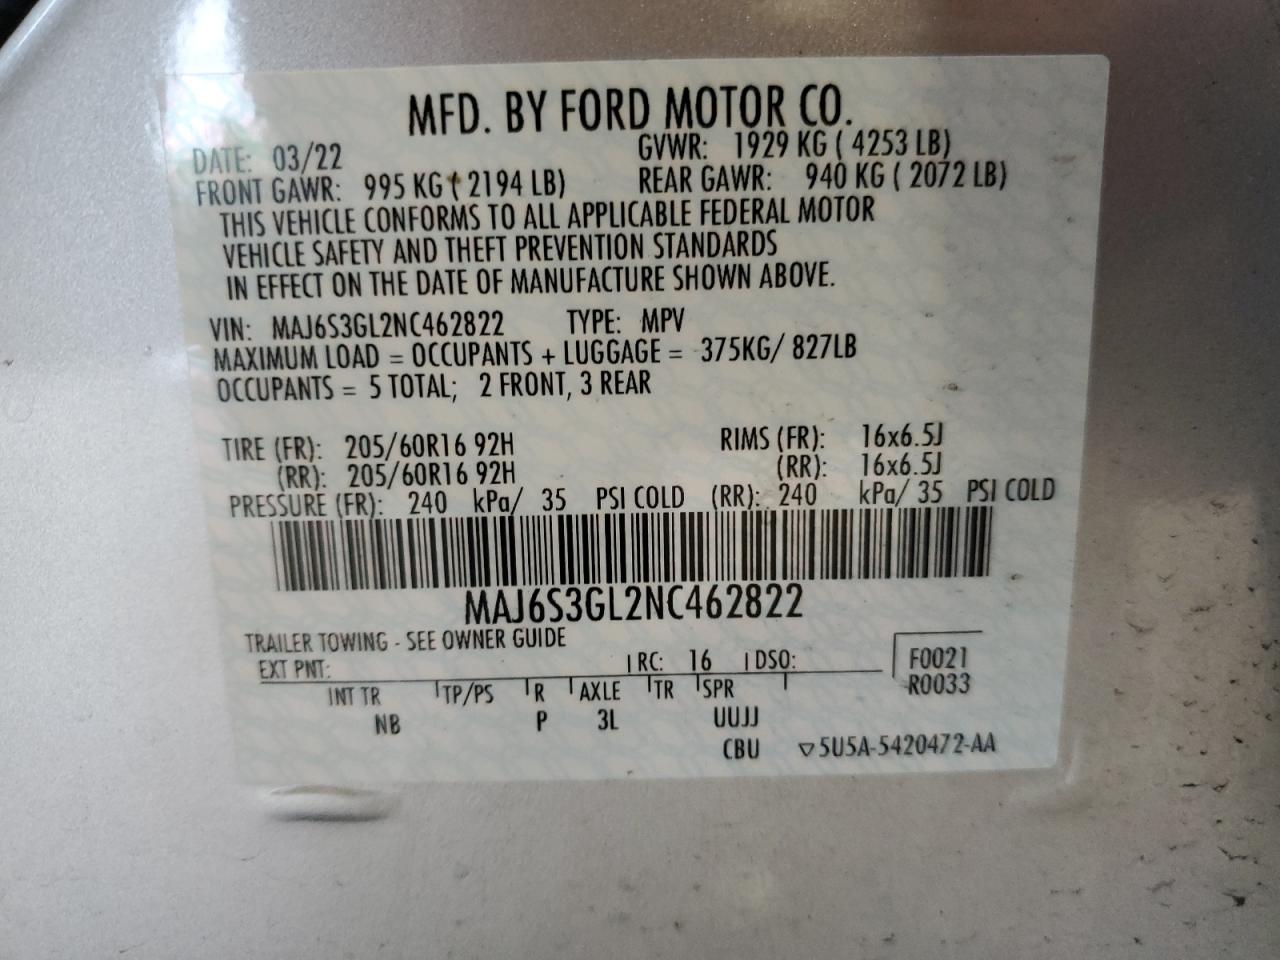 MFD. BY FORD MOTOR CO.
DATE: 03/22 GVWR: 1929 KG ( 4253 LB)
FRONT GAWR: 995 KG ( 2194 LB) REAR GAWR: 940 KG ( 2072 LB)
THIS VEHICLE CONFORMS TO ALL APPLICABLE FEDERAL MOTOR
VEHICLE SAFETY AND THEFT PREVENTION STANDARDS
IN EFFECT ON THE DATE OF MANUFACTURE SHOWN ABOVE.
VIN: MAJ6S3GL2NC462822 TYPE: MPV
MAXIMUM LOAD = OCCUPANTS + LUGGAGE = 375KG/ 827LB
OCCUPANTS = 5 TOTAL; 2 FRONT, 3 REAR
TIRE (FR): 205/60R16 92H RIMS (FR): 16x6.5J
(RR): 205/60R16 92H (RR): 16x6.5J
PRESSURE (FR): 240 kPa/ 35 PSI COLD (RR): 240 kPa/ 35 PSI COLD
MAJ6S3GL2NC462822
TRAILER TOWING - SEE OWNER GUIDE
EXT PNT: RC: 16 DSO: F0021
INT TR TP/PS R AXLE TR SPR R0033
NB P 3L UUJJ
CBU ▽5U5A-5420472-AA